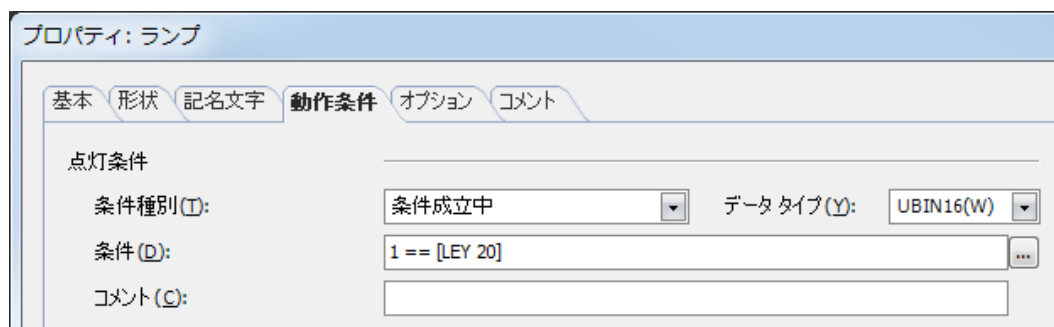 プロパティ: ランプ
基本 形状 記名文字 動作条件 オプション コメント
点灯条件
条件種別(T): 条件成立中 データ タイプ(Y): UBIN16(W)
条件(D): 1 == [LEY 20] ...
コメント(C):